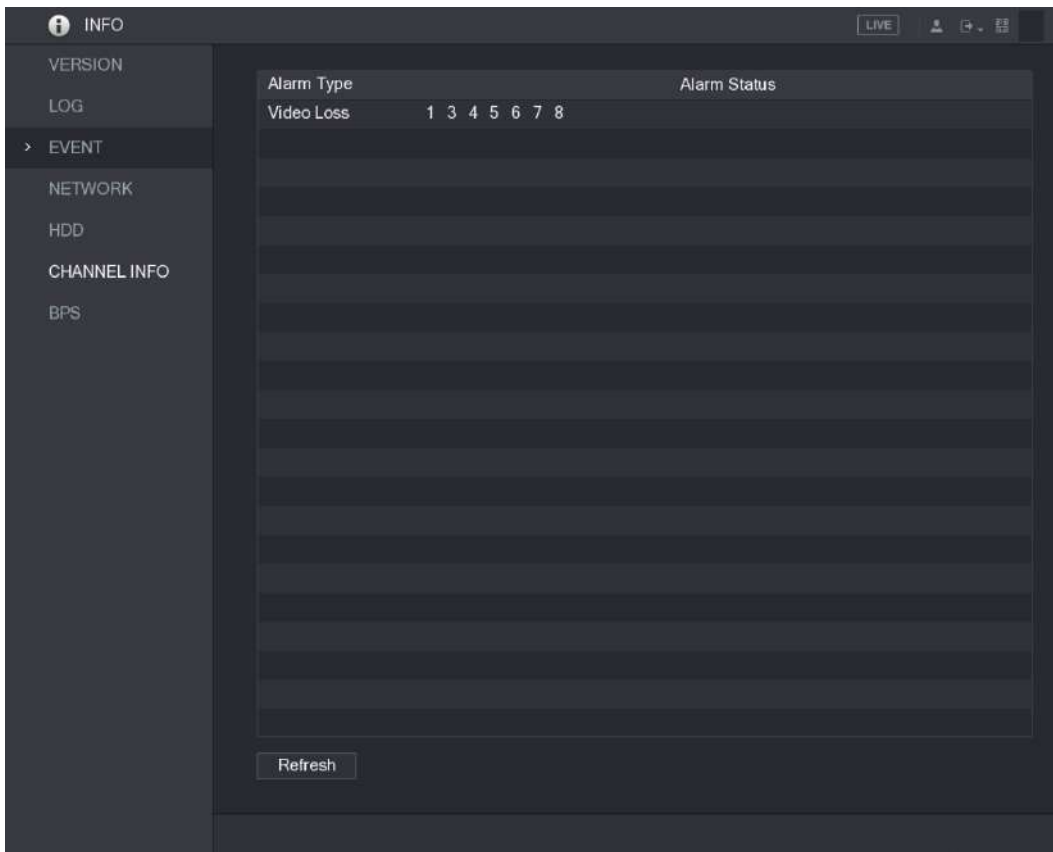 INFO
LIVE
VERSION
LOG
EVENT
NETWORK
HDD
CHANNEL INFO
BPS
Alarm Type Alarm Status
Video Loss 1 3 4 5 6 7 8
Refresh